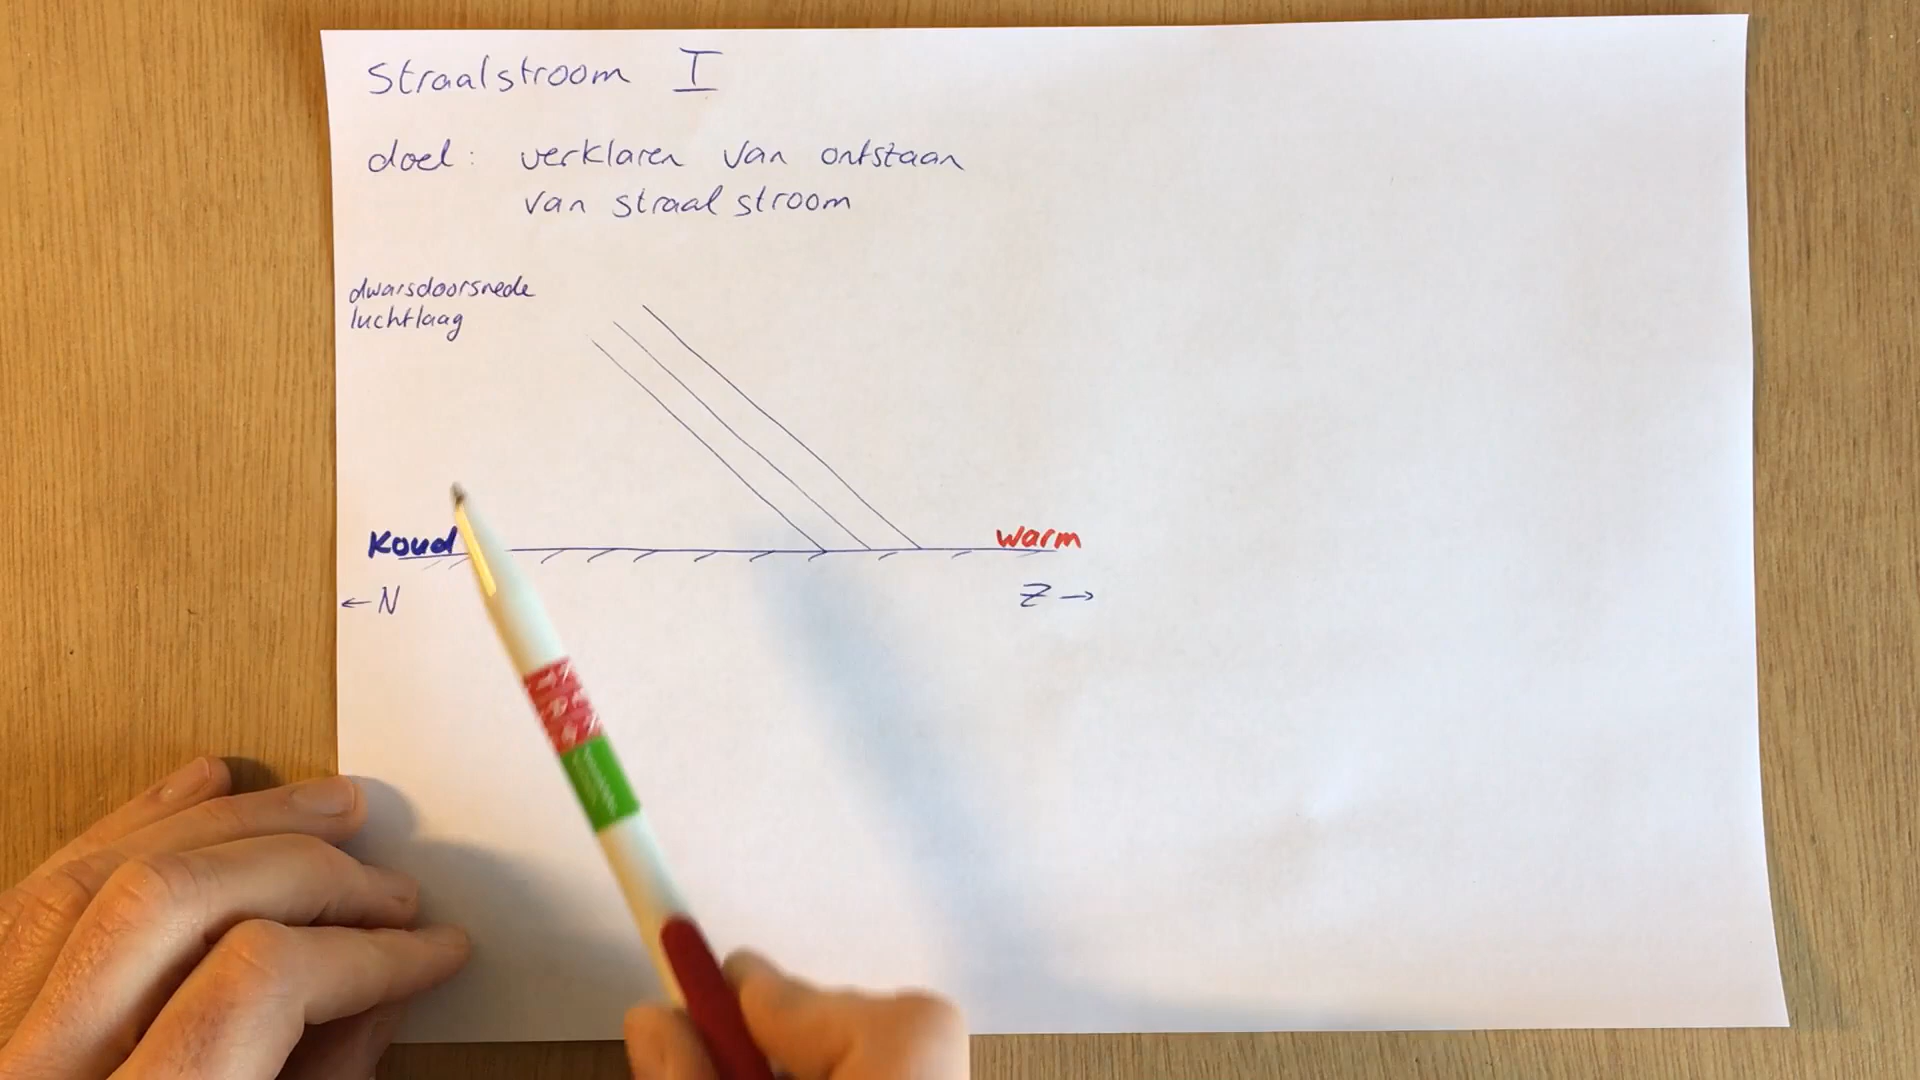 Straalstroom I
doel: verklaren van ontstaan
van straalstroom
dwarsdoorsnede
luchtlaag
Koud
warm
← N
Z →